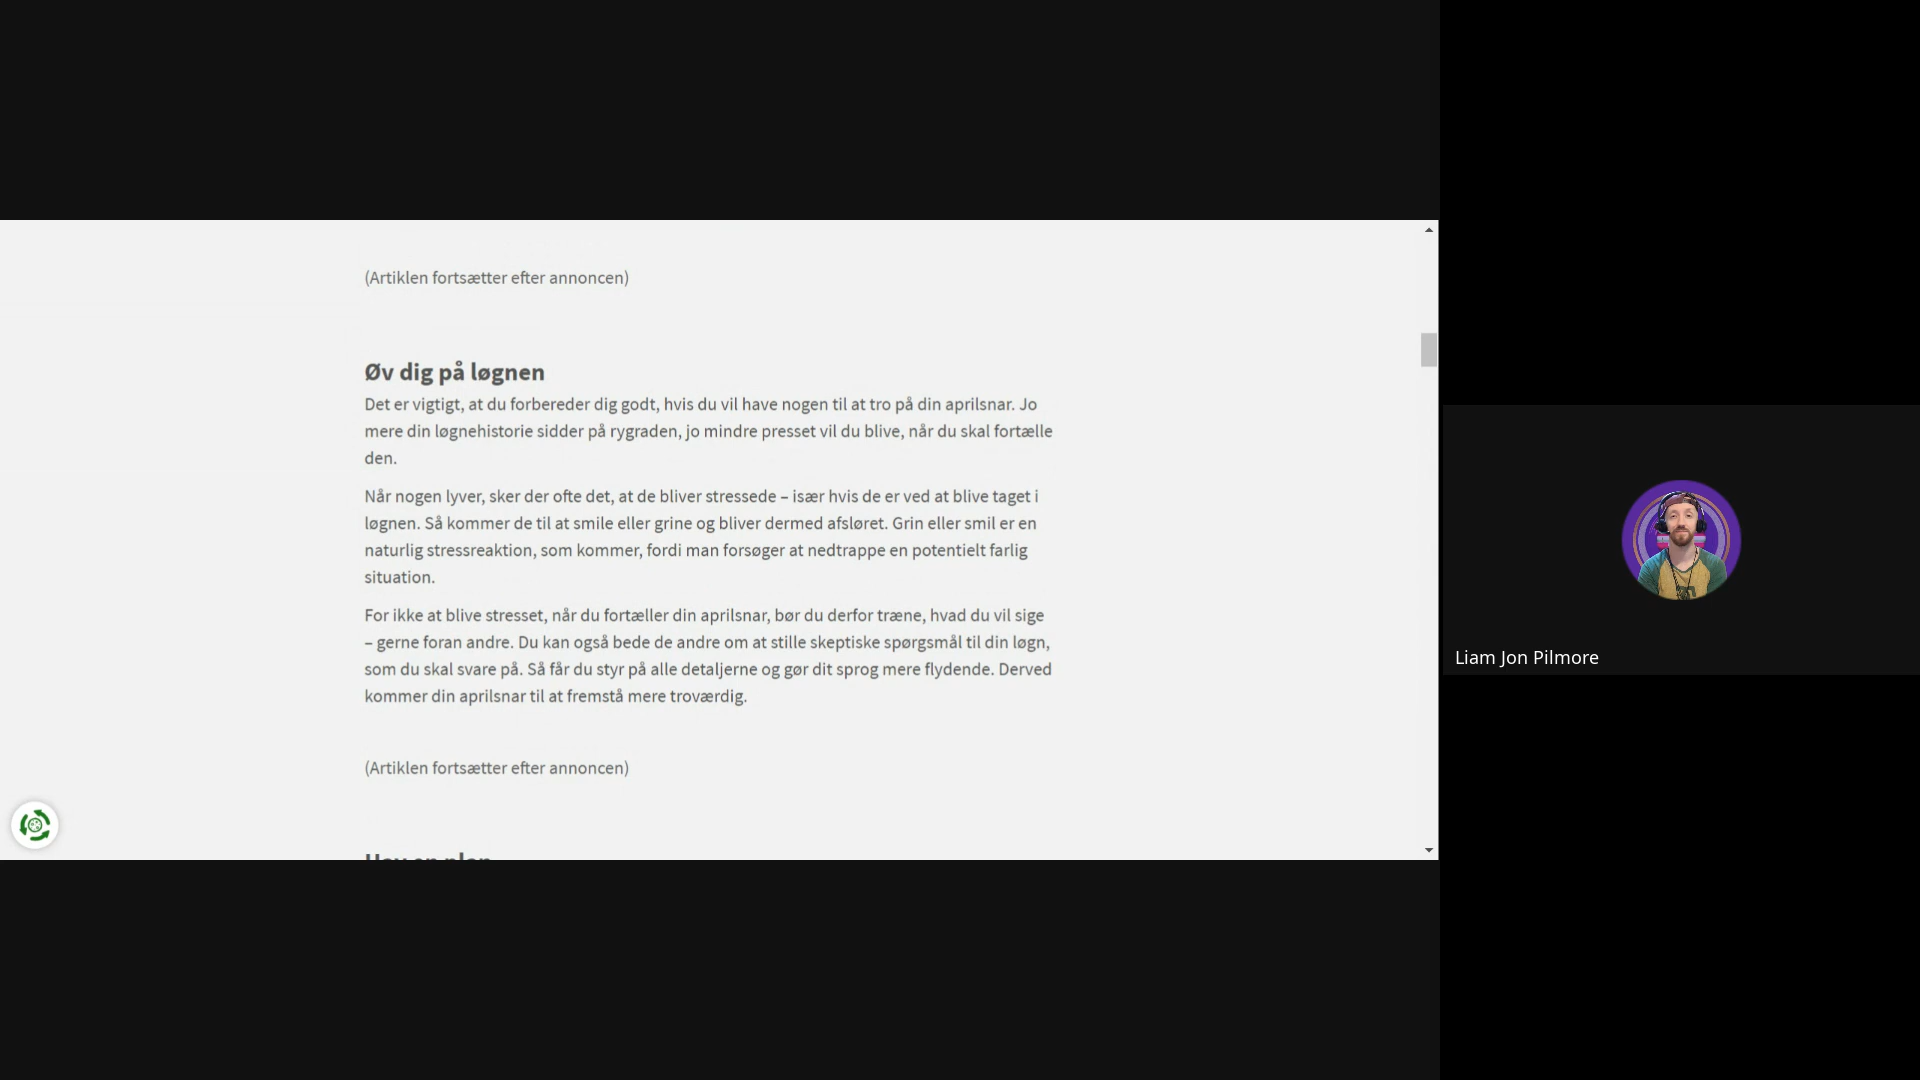 (Artiklen fortsætter efter annoncen)
Øv dig på løgnen
Det er vigtigt, at du forbereder dig godt, hvis du vil have nogen til at tro på din aprilsnar. Jo
mere din løgnehistorie sidder på rygraden, jo mindre presset vil du blive, når du skal fortælle
den.
Når nogen lyver, sker der ofte det, at de bliver stressede – især hvis de er ved at blive taget i
løgnen. Så kommer de til at smile eller grine og bliver dermed afsløret. Grin eller smil er en
naturlig stressreaktion, som kommer, fordi man forsøger at nedtrappe en potentielt farlig
situation.
For ikke at blive stresset, når du fortæller din aprilsnar, bør du derfor træne, hvad du vil sige
– gerne foran andre. Du kan også bede de andre om at stille skeptiske spørgsmål til din løgn,
som du skal svare på. Så får du styr på alle detaljerne og gør dit sprog mere flydende. Derved
kommer din aprilsnar til at fremstå mere troværdig.
(Artiklen fortsætter efter annoncen)
Hav en plan
Liam Jon Pilmore